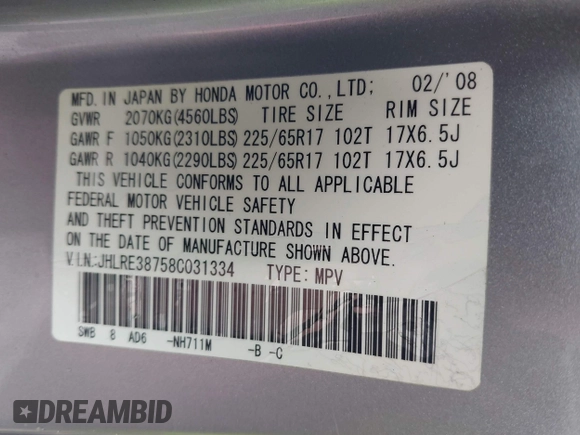 MFD. IN JAPAN BY HONDA MOTOR CO.,LTD; 02/'08
GVWR 2070KG(4560LBS) TIRE SIZE RIM SIZE
GAWR F 1050KG(2310LBS) 225/65R17 102T 17X6.5J
GAWR R 1040KG(2290LBS) 225/65R17 102T 17X6.5J
THIS VEHICLE CONFORMS TO ALL APPLICABLE
FEDERAL MOTOR VEHICLE SAFETY
AND THEFT PREVENTION STANDARDS IN EFFECT
ON THE DATE OF MANUFACTURE SHOWN ABOVE.
V.I.N.:JHLRE38758C031334 TYPE: MPV
SWB 8 AD6 -NH711M -B -C
DREAMBID